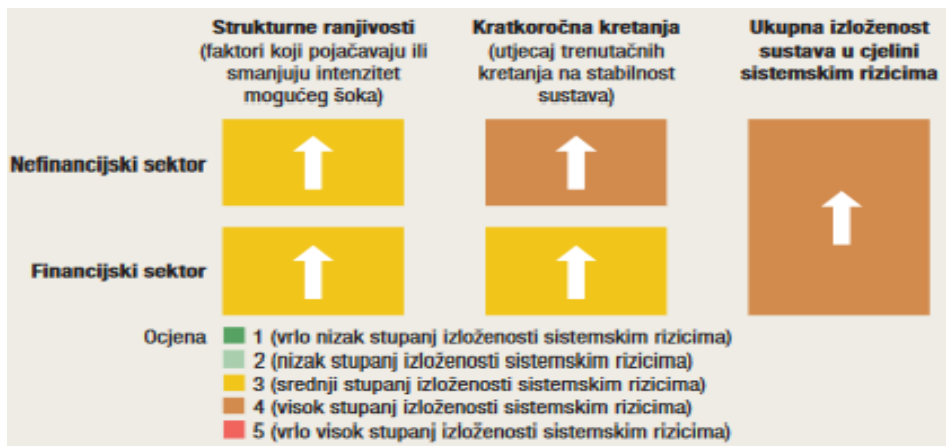 Strukturne ranjivosti
(faktori koji pojačavaju ili
smanjuju intenzitet
mogućeg šoka)
Kratkoročna kretanja
(utjecaj trenutačnih
kretanja na stabilnost
sustava)
Ukupna izloženost
sustava u cjelini
sistemskim rizicima
Nefinancijski sektor
Financijski sektor
Ocjena
1 (vrlo nizak stupanj izloženosti sistemskim rizicima)
2 (nizak stupanj izloženosti sistemskim rizicima)
3 (srednji stupanj izloženosti sistemskim rizicima)
4 (visok stupanj izloženosti sistemskim rizicima)
5 (vrlo visok stupanj izloženosti sistemskim rizicima)